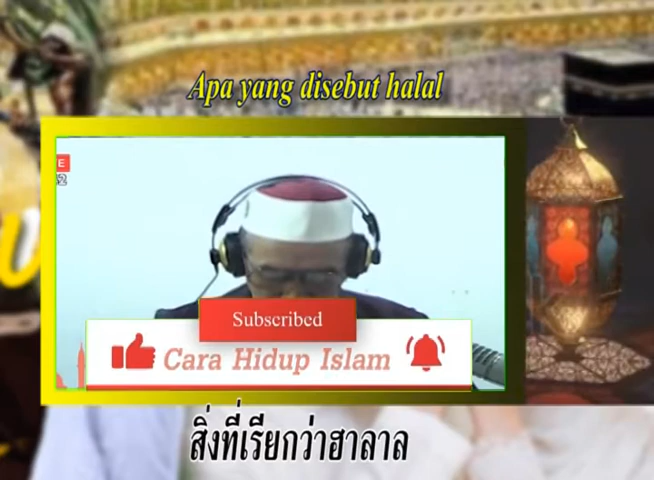 Apa yang disebut halal
E
2
Subscribed
Cara Hidup Islam
สิ่งที่เรียกว่าฮาลาล